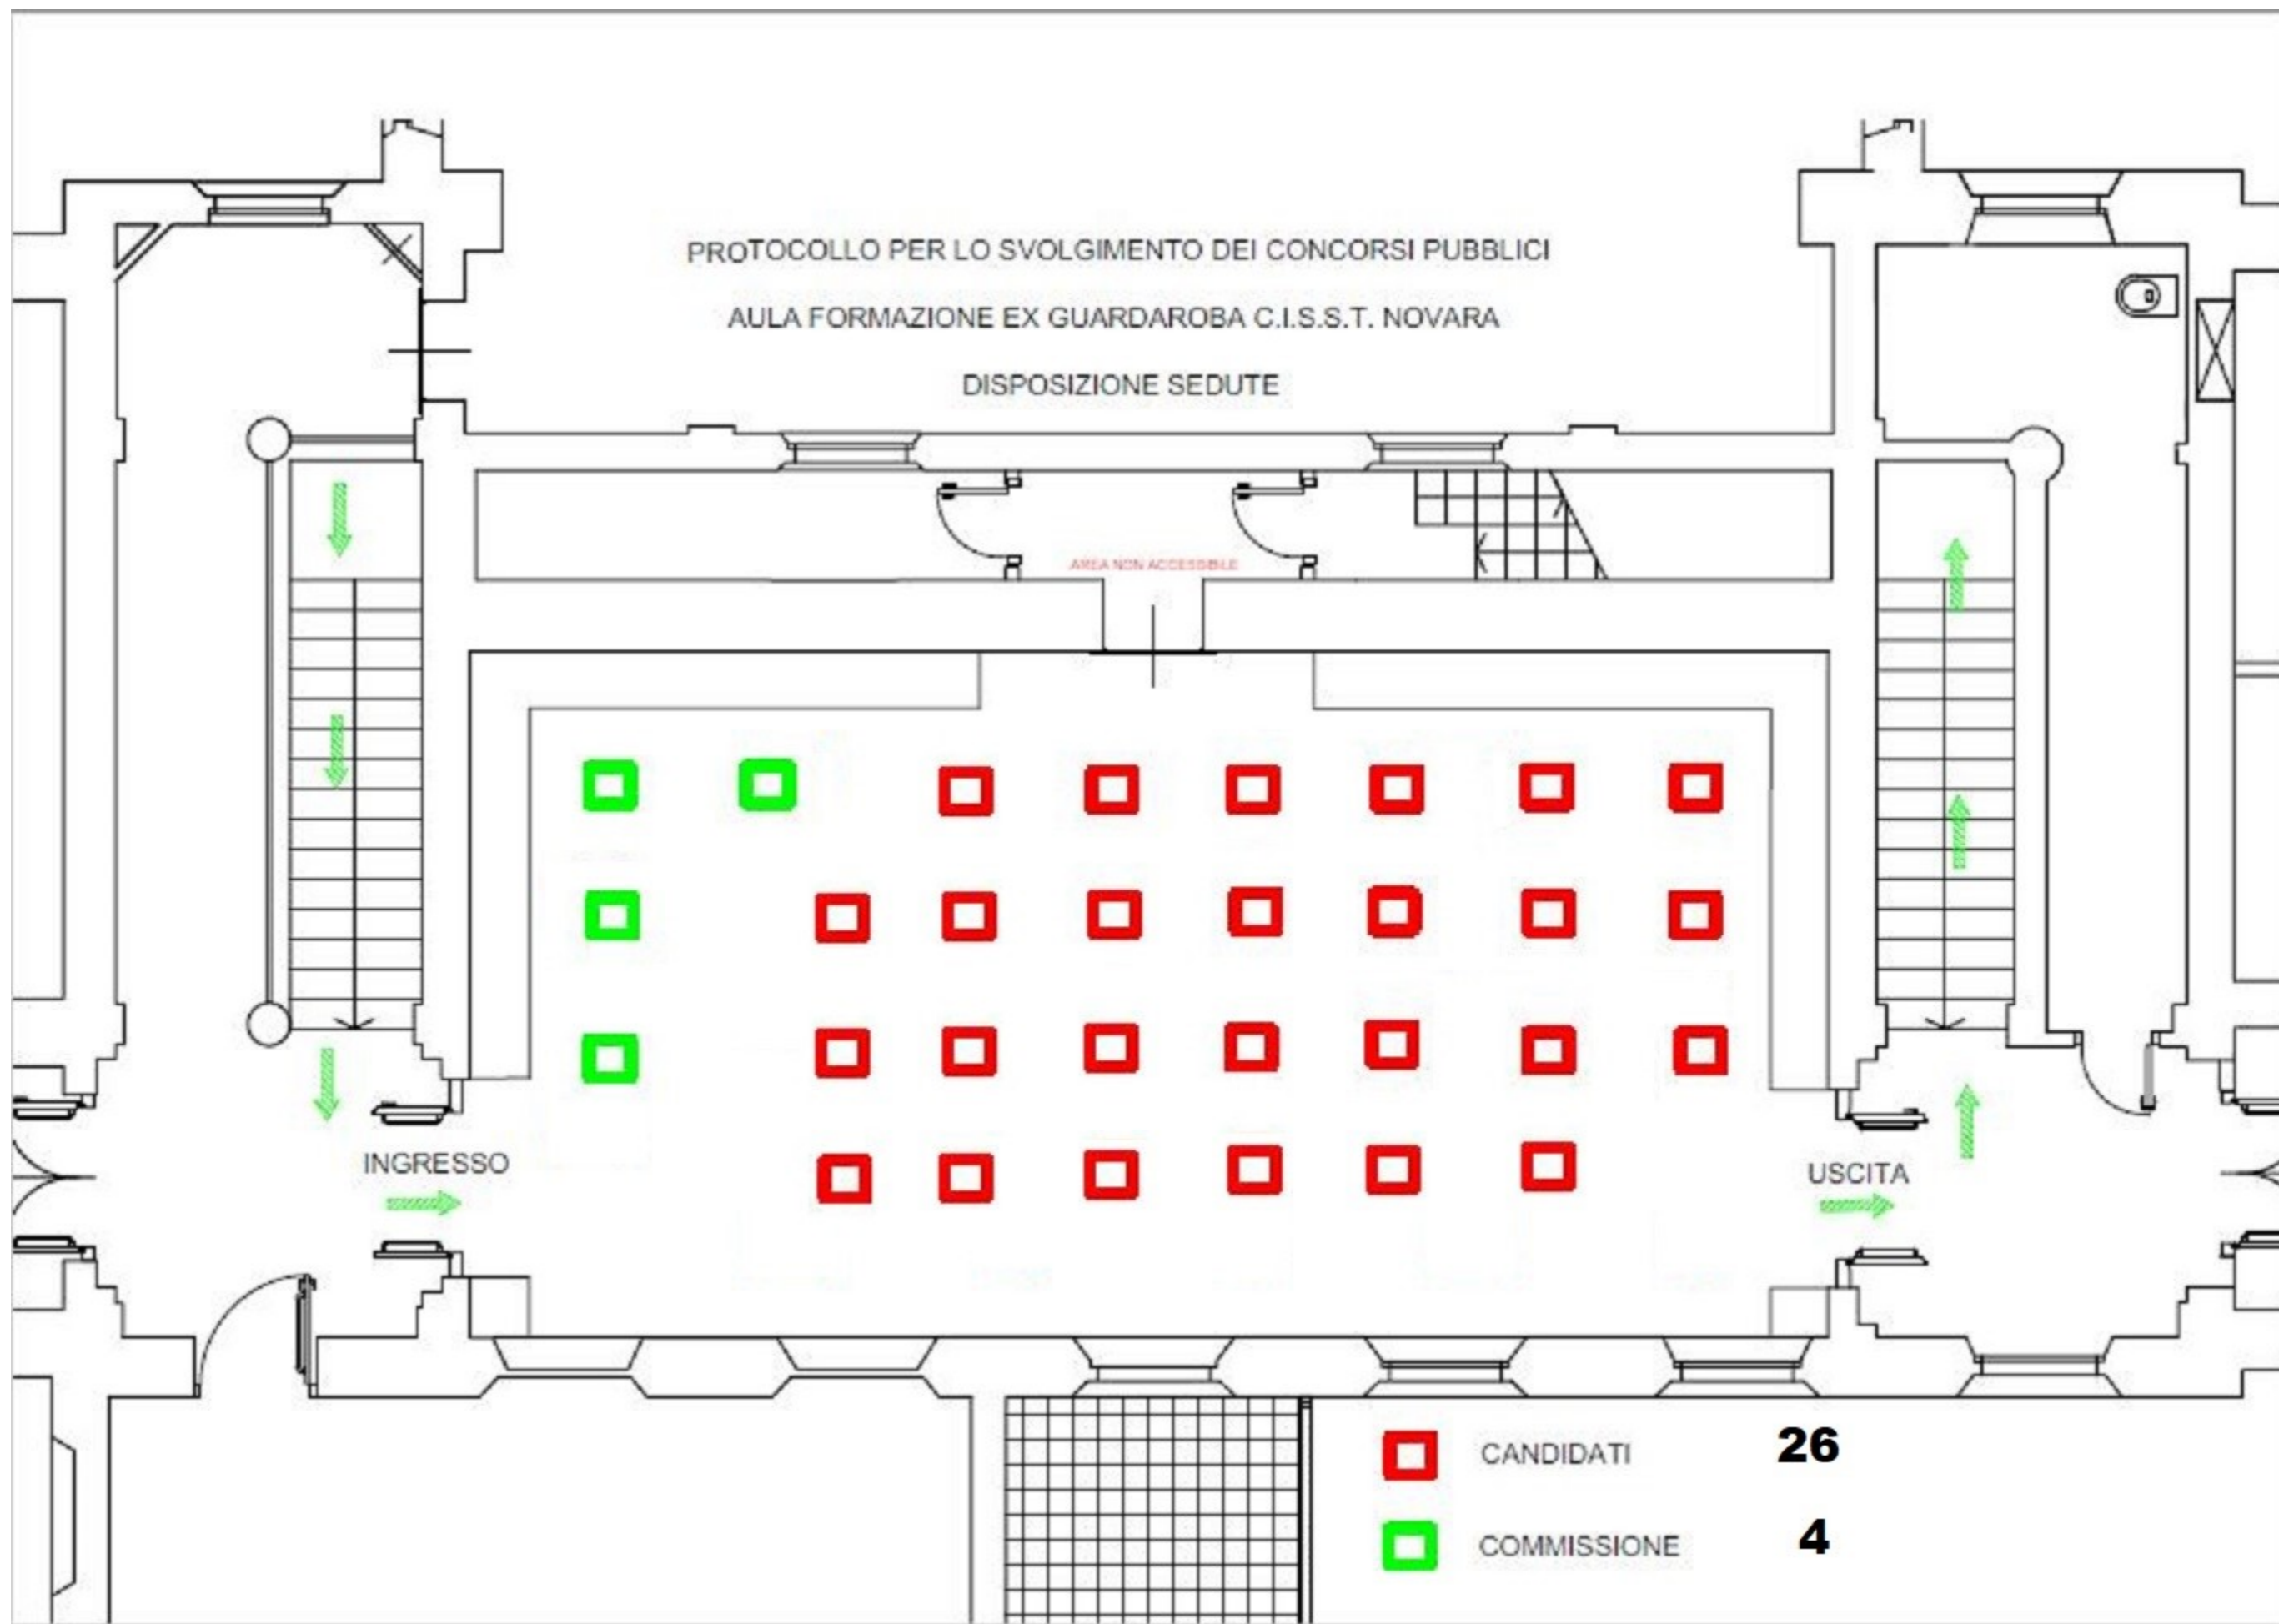 PROTOCOLLO PER LO SVOLGIMENTO DEI CONCORSI PUBBLICI
AULA FORMAZIONE EX GUARDAROBA C.I.S.S.T. NOVARA
DISPOSIZIONE SEDUTE
AREA NON ACCESSIBILE
INGRESSO
USCITA
CANDIDATI 26
COMMISSIONE 4